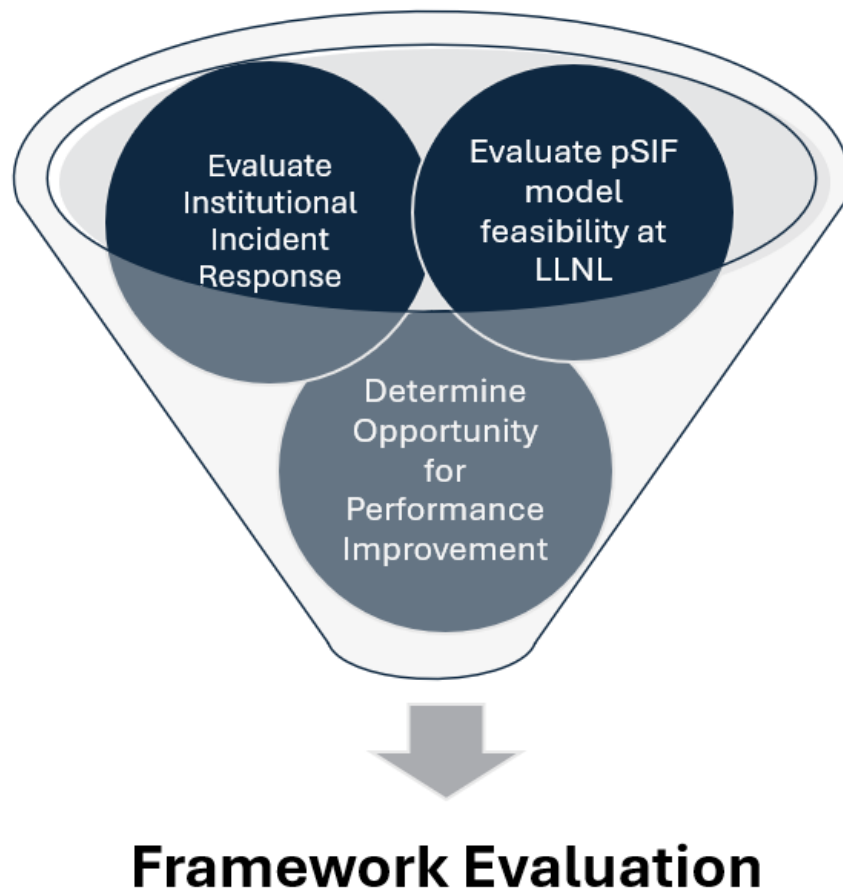 Evaluate
Institutional
Incident
Response
Evaluate pSIF
model
feasibility at
LLNL
Determine
Opportunity
for
Performance
Improvement
Framework Evaluation